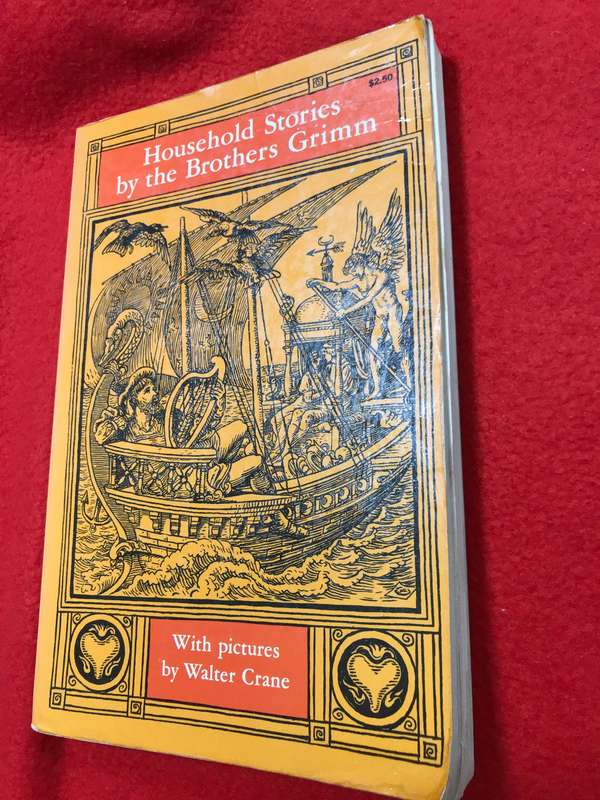 $2.50
Household Stories
by the Brothers Grimm
With pictures
by Walter Crane